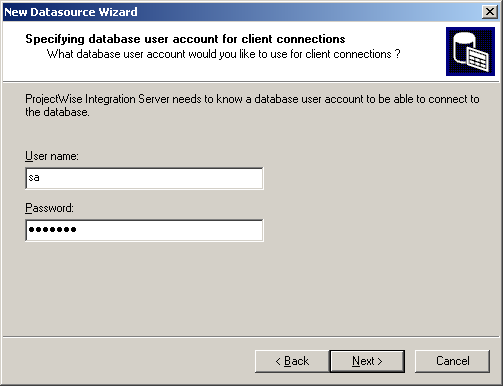 New Datasource Wizard
Specifying database user account for client connections
What database user account would you like to use for client connections ?
ProjectWise Integration Server needs to know a database user account to be able to connect to
the database.
User name:
sa
Password:
●●●●●●●
< Back
Next >
Cancel